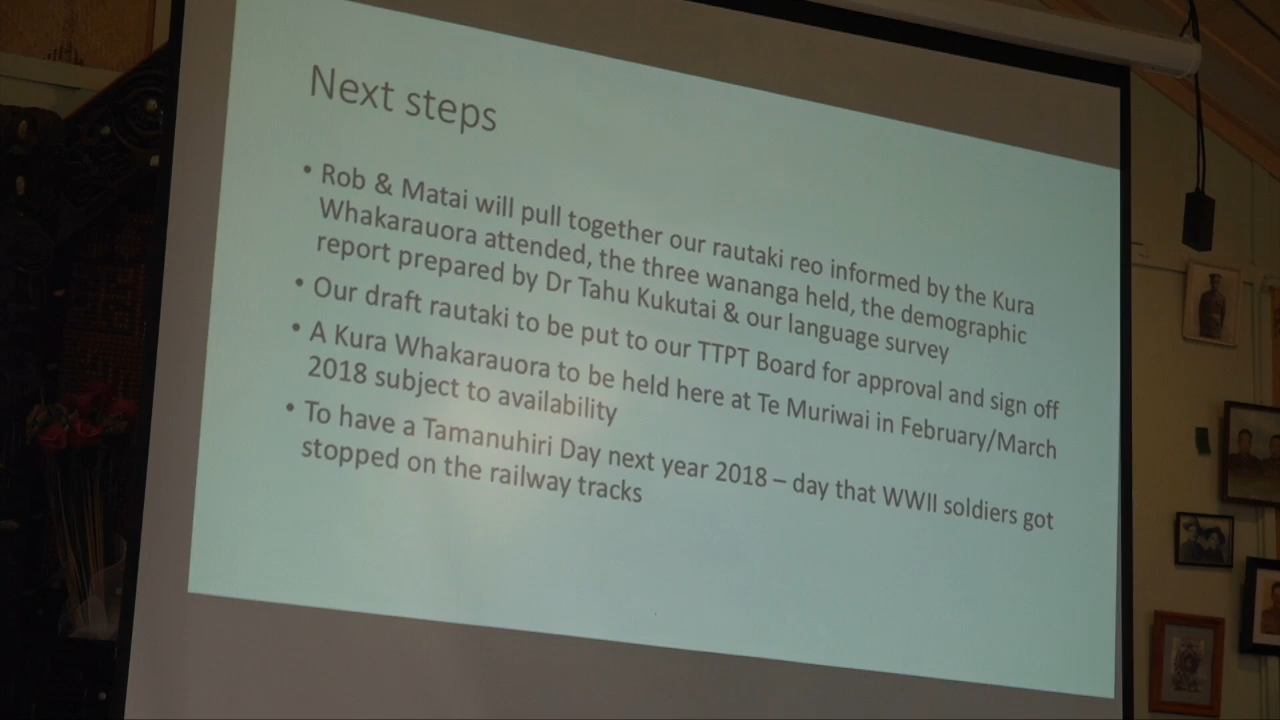 Next steps
• Rob & Matai will pull together our rautaki reo informed by the Kura
Whakarauora attended, the three wananga held, the demographic
report prepared by Dr Tahu Kukutai & our language survey
• Our draft rautaki to be put to our TTPT Board for approval and sign off
• A Kura Whakarauora to be held here at Te Muriwai in February/March
2018 subject to availability
• To have a Tamanuhiri Day next year 2018 – day that WWII soldiers got
stopped on the railway tracks